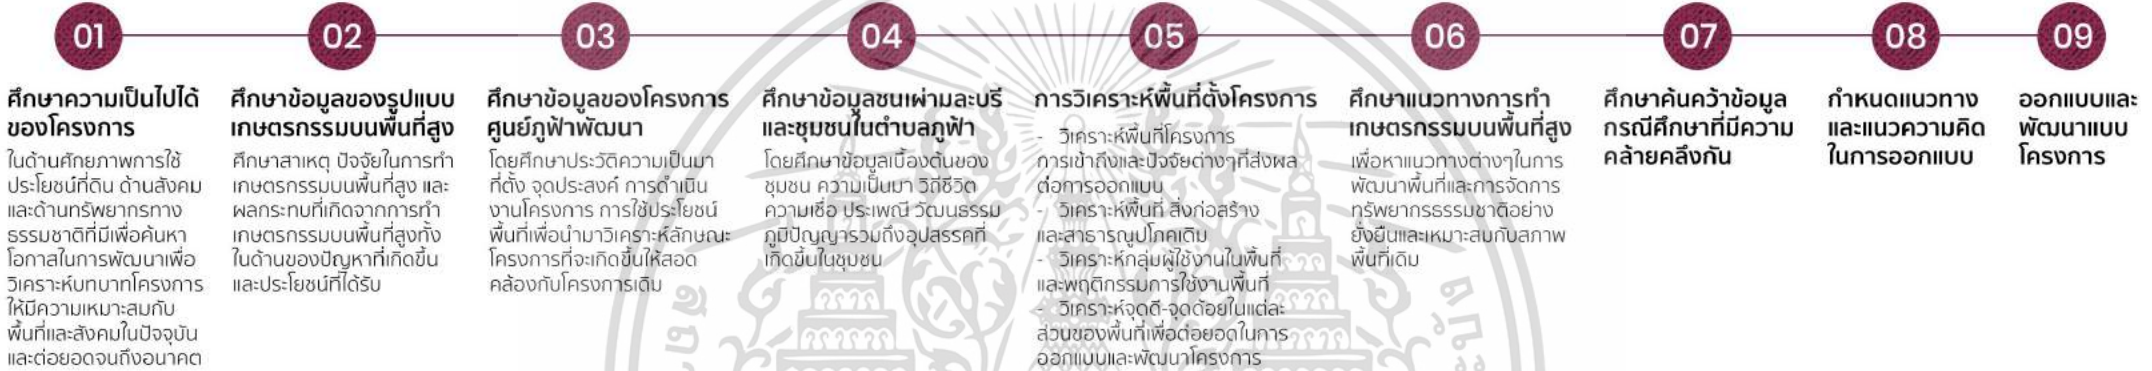 01
ศึกษาความเป็นไปได้
ของโครงการ
ในด้านศักยภาพการใช้
ประโยชน์ที่ดิน ด้านสังคม
และด้านทรัพยากรทาง
ธรรมชาติที่มีเพื่อค้นหา
โอกาสในการพัฒนาเพื่อ
วิเคราะห์บทบาทโครงการ
ให้มีความเหมาะสมกับ
พื้นที่และสังคมในปัจจุบัน
และต่อยอดจนถึงอนาคต
02
ศึกษาข้อมูลของรูปแบบ
เกษตรกรรมบนพื้นที่สูง
ศึกษาสาเหตุ ปัจจัยในการทำ
เกษตรกรรมบนพื้นที่สูง และ
ผลกระทบที่เกิดจากการทำ
เกษตรกรรมบนพื้นที่สูงทั้ง
ในด้านของปัญหาที่เกิดขึ้น
และประโยชน์ที่ได้รับ
03
ศึกษาข้อมูลของโครงการ
ศูนย์ภูฟ้าพัฒนา
โดยศึกษาประวัติความเป็นมา
ที่ตั้ง จุดประสงค์ การดำเนิน
งานโครงการ การใช้ประโยชน์
พื้นที่เพื่อนำมาวิเคราะห์ลักษณะ
โครงการที่จะเกิดขึ้นให้สอด
คล้องกับโครงการเดิม
04
ศึกษาข้อมูลชนเผ่ามละบริ
และชุมชนในตำบลภูฟ้า
โดยศึกษาข้อมูลเบื้องต้นของ
ชุมชน ความเป็นมา วิถีชีวิต
ความเชื่อ ประเพณี วัฒนธรรม
ภูมิปัญญารวมถึงอุปสรรคที่
เกิดขึ้นในชุมชน
05
การวิเคราะห์พื้นที่ตั้งโครงการ
- วิเคราะห์พื้นที่โครงการ
การเข้าถึงและปัจจัยต่างๆที่ส่งผล
ต่อการออกแบบ
- วิเคราะห์พื้นที่ สิ่งก่อสร้าง
และสาธารณูปโภคเดิม
- วิเคราะห์กลุ่มผู้ใช้งานในพื้นที่
และพฤติกรรมการใช้งานพื้นที่
- วิเคราะห์จุดดี-จุดด้อยในแต่ละ
ส่วนของพื้นที่เพื่อต่อยอดในการ
ออกแบบและพัฒนาโครงการ
06
ศึกษาแนวทางการทำ
เกษตรกรรมบนพื้นที่สูง
เพื่อหาแนวทางต่างๆในการ
พัฒนาพื้นที่และการจัดการ
ทรัพยากรธรรมชาติอย่าง
ยั่งยืนและเหมาะสมกับสภาพ
พื้นที่เดิม
07
ศึกษาค้นคว้าข้อมูล
กรณีศึกษาที่มีความ
คล้ายคลึงกัน
08
กำหนดแนวทาง
และแนวความคิด
ในการออกแบบ
09
ออกแบบและ
พัฒนาแบบ
โครงการ